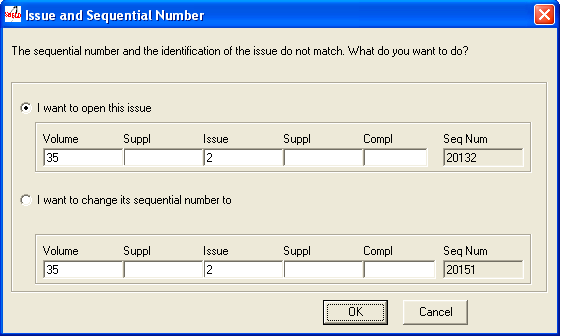 Issue and Sequential Number
The sequential number and the identification of the issue do not match. What do you want to do?
I want to open this issue
Volume Suppl Issue Suppl Compl Seq Num
35 2 20132
I want to change its sequential number to
Volume Suppl Issue Suppl Compl Seq Num
35 2 20151
OK Cancel